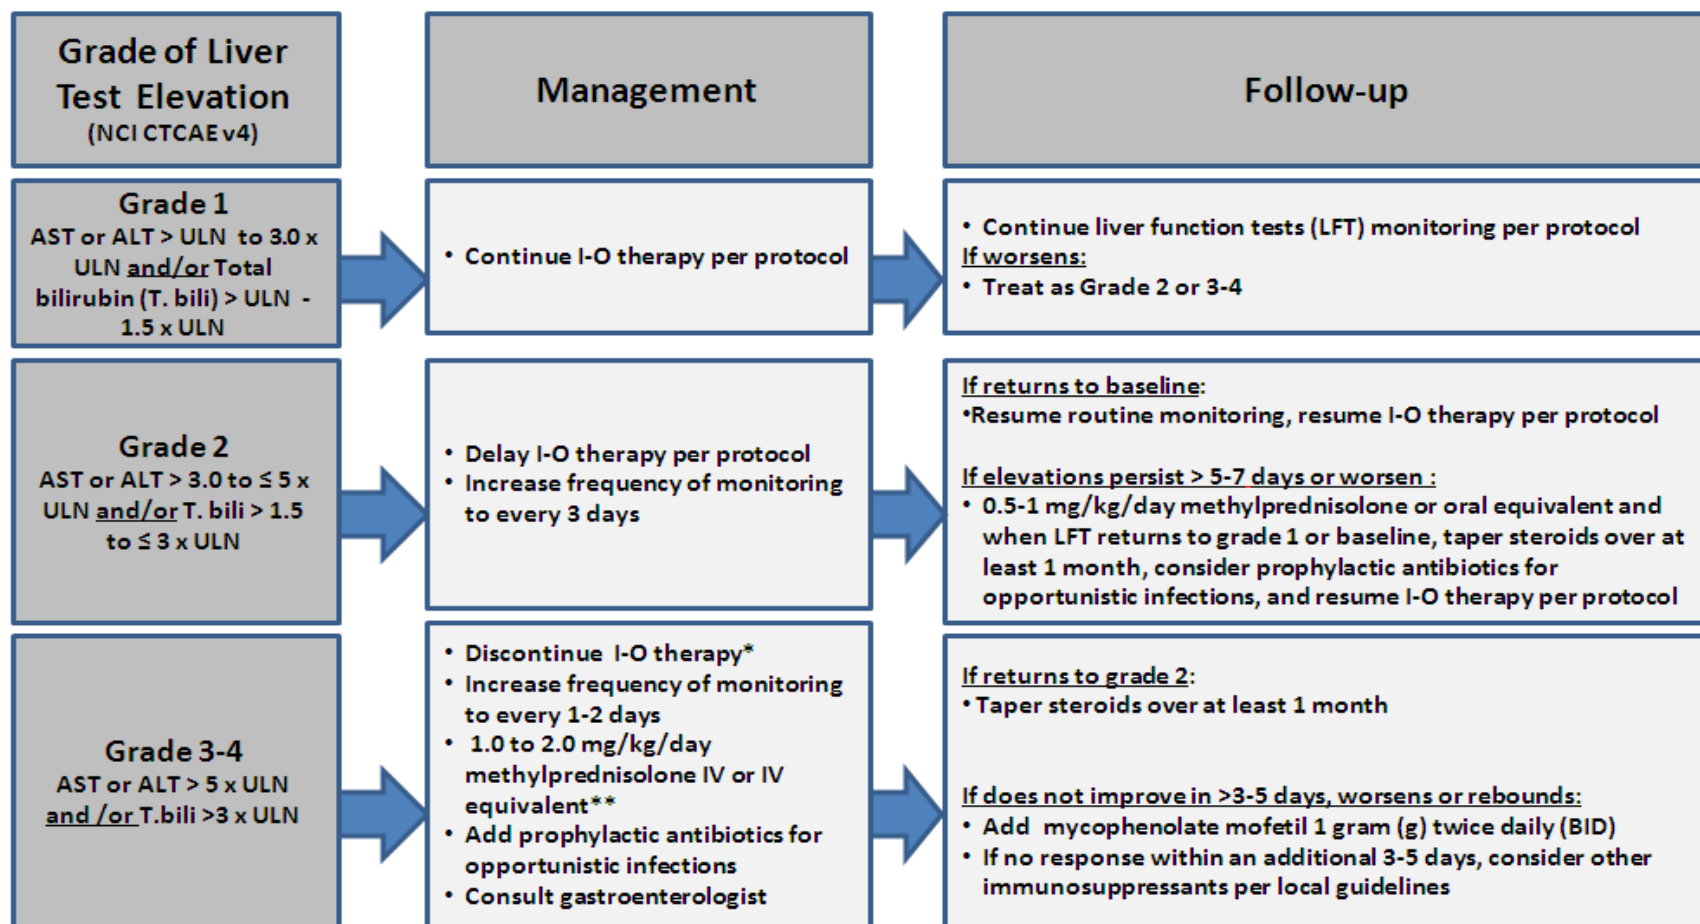 Grade of Liver
Test Elevation
(NCI CTCAE v4)
Management
Follow-up
Grade 1
AST or ALT > ULN to 3.0 x
ULN and/or Total
bilirubin (T. bili) > ULN -
1.5 x ULN
• Continue I-O therapy per protocol
• Continue liver function tests (LFT) monitoring per protocol
If worsens:
• Treat as Grade 2 or 3-4
Grade 2
AST or ALT > 3.0 to ≤ 5 x
ULN and/or T. bili > 1.5
to ≤ 3 x ULN
• Delay I-O therapy per protocol
• Increase frequency of monitoring
to every 3 days
If returns to baseline:
•Resume routine monitoring, resume I-O therapy per protocol
If elevations persist > 5-7 days or worsen :
• 0.5-1 mg/kg/day methylprednisolone or oral equivalent and
when LFT returns to grade 1 or baseline, taper steroids over at
least 1 month, consider prophylactic antibiotics for
opportunistic infections, and resume I-O therapy per protocol
Grade 3-4
AST or ALT > 5 x ULN
and /or T.bili >3 x ULN
• Discontinue I-O therapy*
• Increase frequency of monitoring
to every 1-2 days
• 1.0 to 2.0 mg/kg/day
methylprednisolone IV or IV
equivalent**
• Add prophylactic antibiotics for
opportunistic infections
• Consult gastroenterologist
If returns to grade 2:
• Taper steroids over at least 1 month
If does not improve in >3-5 days, worsens or rebounds:
• Add mycophenolate mofetil 1 gram (g) twice daily (BID)
• If no response within an additional 3-5 days, consider other
immunosuppressants per local guidelines